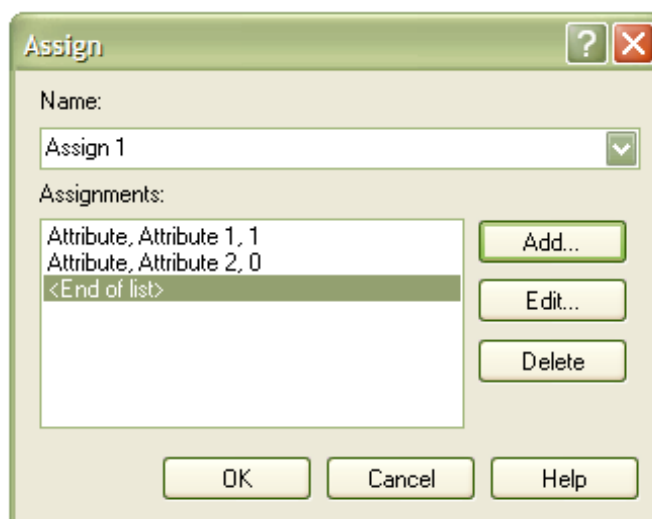 Assign
Name:
Assign 1
Assignments:
Attribute, Attribute 1, 1
Attribute, Attribute 2, 0
<End of list>
Add...
Edit...
Delete
OK
Cancel
Help